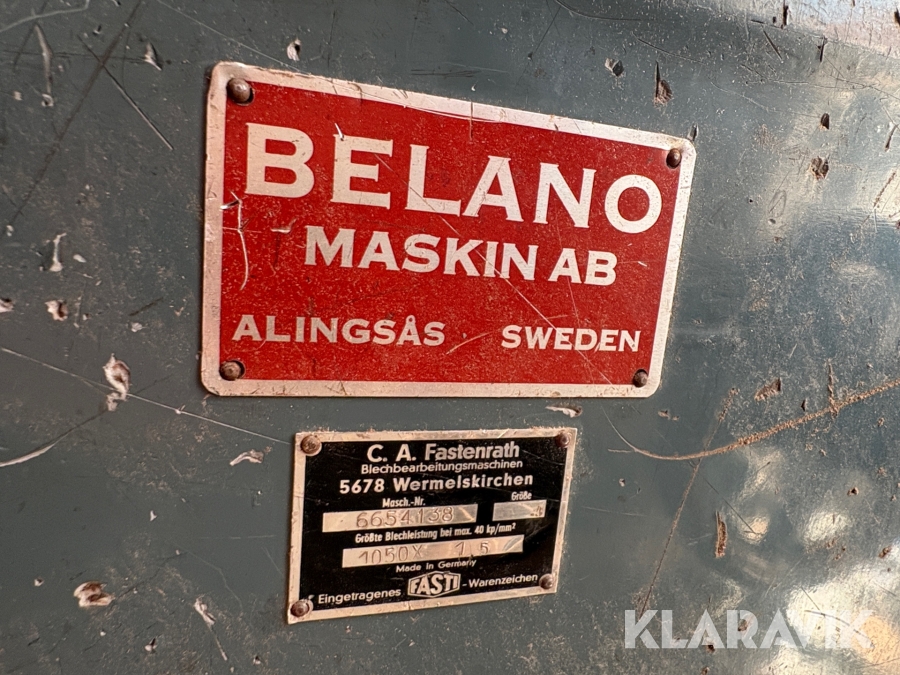 BELANO
MASKIN AB
ALINGSÅS SWEDEN
C. A. Fastenrath
Blechbearbeitungsmaschinen
5678 Wermelskirchen
Masch.-Nr. Größe
6654138 4
Größte Blechleistung bei max. 40 kp/mm²
1050X 1,5
Made in Germany
Eingetragenes FASTI -Warenzeichen
KLARAVIK